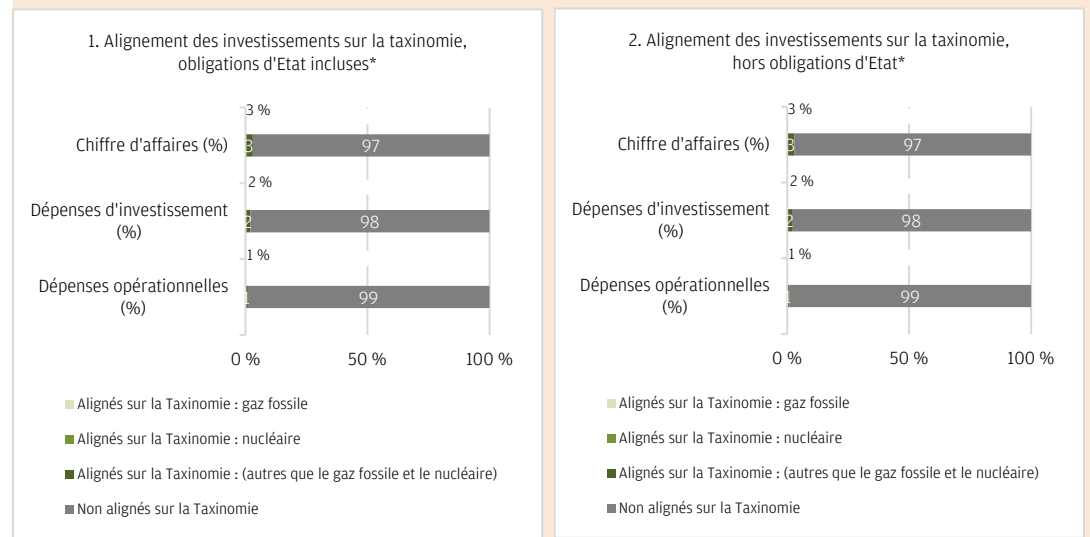 1. Alignement des investissements sur la taxinomie,
obligations d'Etat incluses*
3 %
Chiffre d'affaires (%)
3
97
2 %
Dépenses d'investissement
(%)
2
98
1 %
Dépenses opérationnelles
(%)
1
99
0 %
50 %
100 %
Alignés sur la Taxinomie : gaz fossile
Alignés sur la Taxinomie : nucléaire
Alignés sur la Taxinomie : (autres que le gaz fossile et le nucléaire)
Non alignés sur la Taxinomie
2. Alignement des investissements sur la taxinomie,
hors obligations d'Etat*
3 %
Chiffre d'affaires (%)
3
97
2 %
Dépenses d'investissement
(%)
2
98
1 %
Dépenses opérationnelles
(%)
1
99
0 %
50 %
100 %
Alignés sur la Taxinomie : gaz fossile
Alignés sur la Taxinomie : nucléaire
Alignés sur la Taxinomie : (autres que le gaz fossile et le nucléaire)
Non alignés sur la Taxinomie